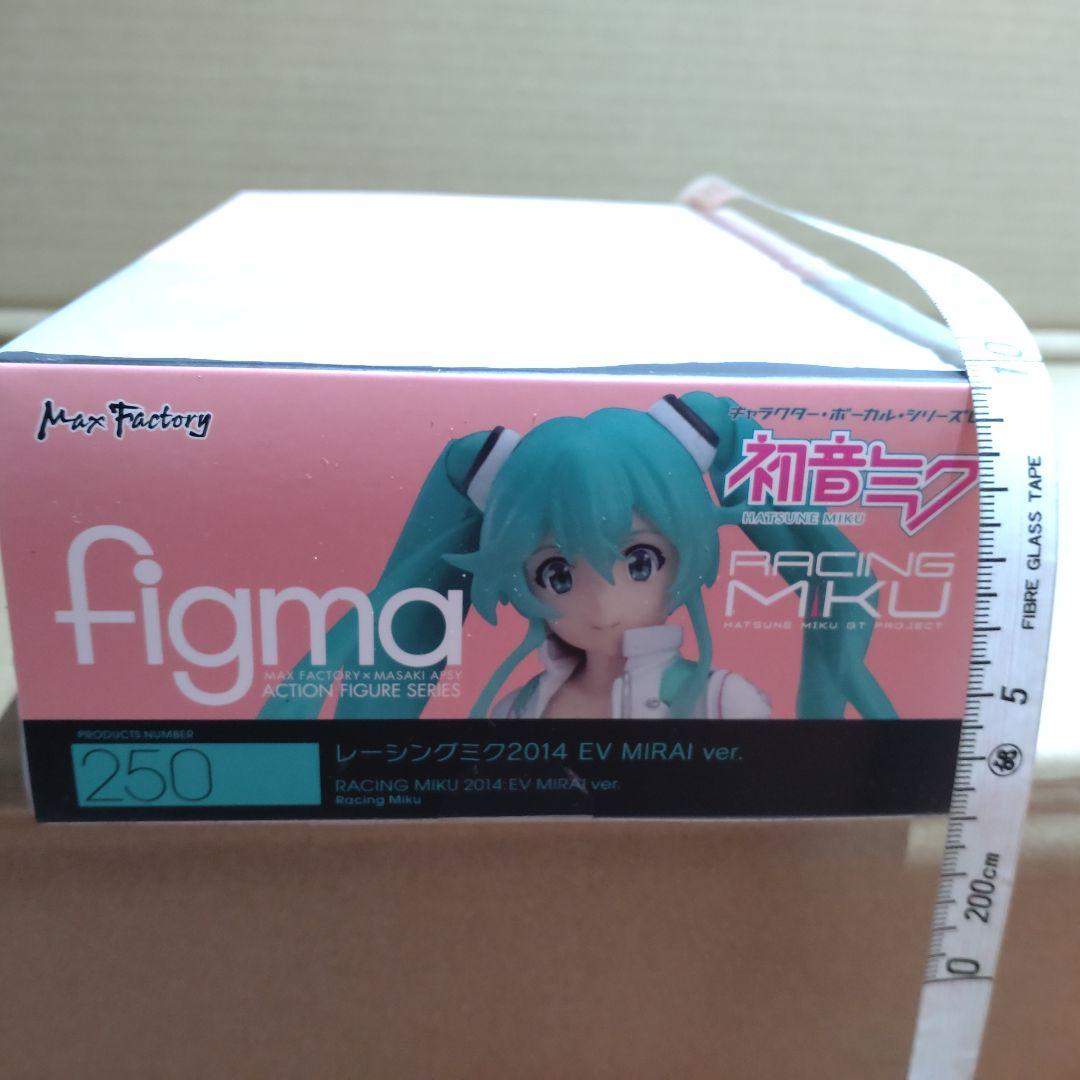 Max Factory
キャラクター・ボーカル・シリーズ
初音ミク
HATSUNE MIKU
figma
MAX FACTORY×MASAKI APSY
ACTION FIGURE SERIES
RACING
MIKU
HATSUNE MIKU GT PROJECT
PRODUCTS NUMBER
250
レーシングミク2014 EV MIRAI ver.
RACING MIKU 2014:EV MIRAI ver.
Racing Miku
10
FIBRE GLASS TAPE
5
200cm
0